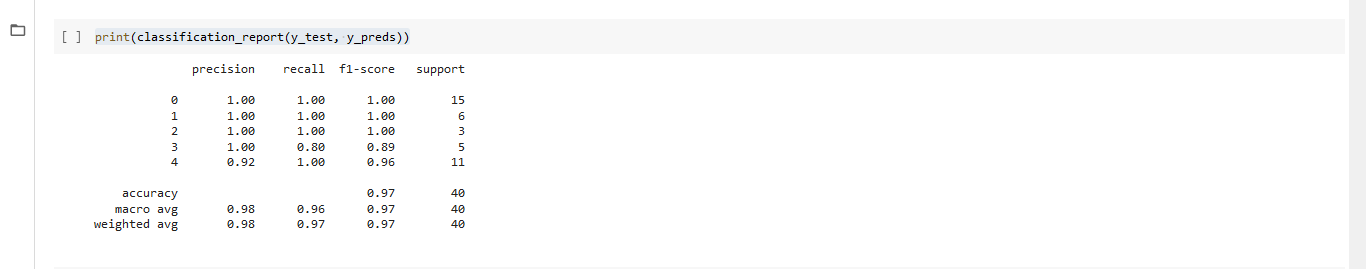 [ ] print(classification_report(y_test, y_preds))
precision recall f1-score support
0 1.00 1.00 1.00 15
1 1.00 1.00 1.00 6
2 1.00 1.00 1.00 3
3 1.00 0.80 0.89 5
4 0.92 1.00 0.96 11
accuracy 0.97 40
macro avg 0.98 0.96 0.97 40
weighted avg 0.98 0.97 0.97 40